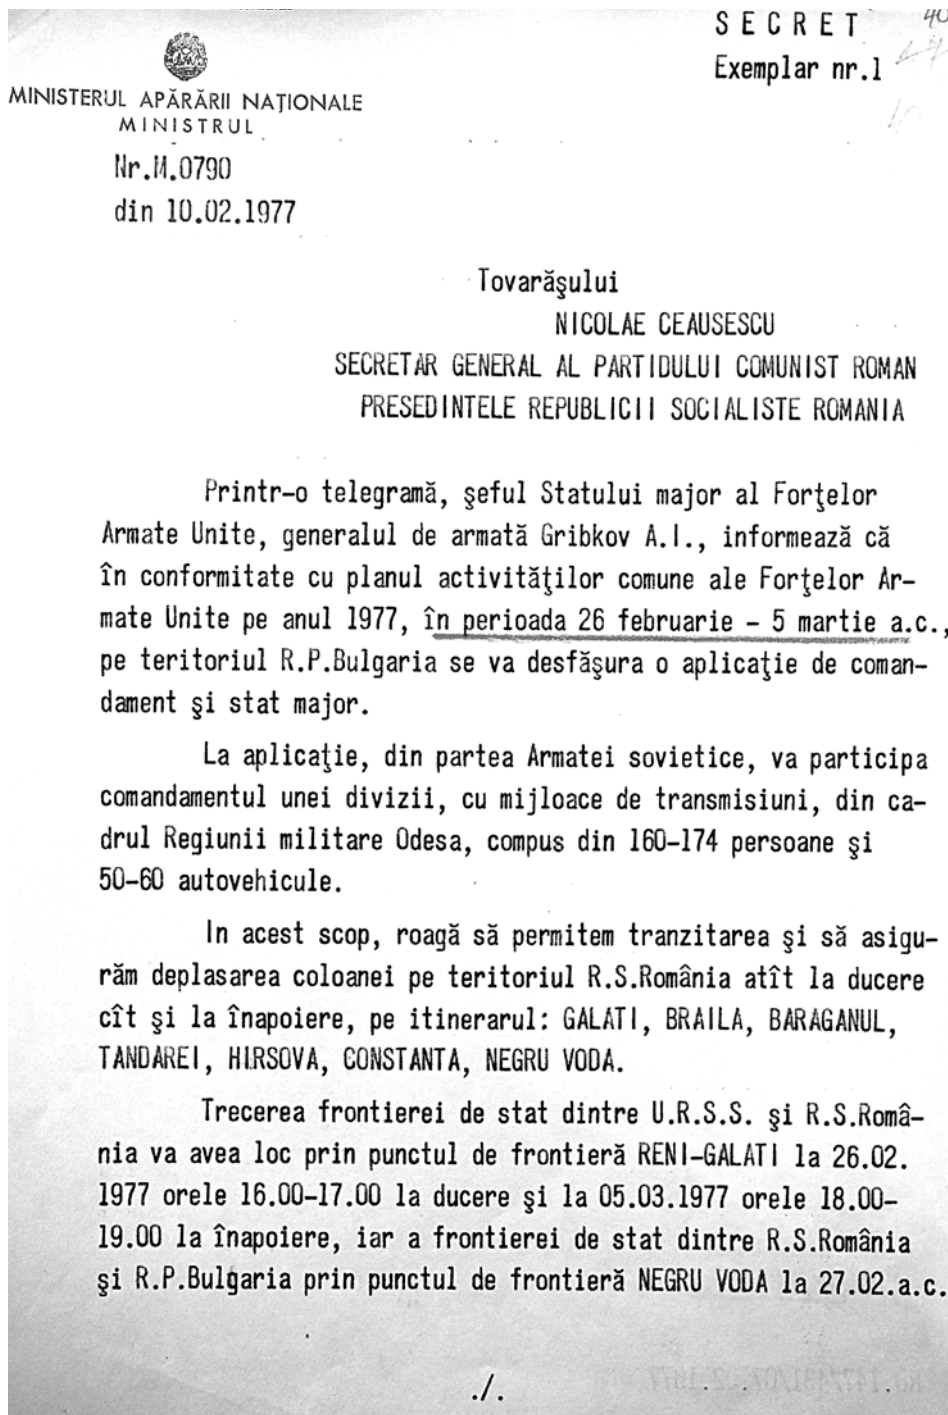 SECRET 40
Exemplar nr.1
MINISTERUL APĂRĂRII NAŢIONALE
MINISTRUL
Nr.M.0790
din 10.02.1977
Tovarăşului
NICOLAE CEAUSESCU
SECRETAR GENERAL AL PARTIDULUI COMUNIST ROMAN
PRESEDINTELE REPUBLICII SOCIALISTE ROMANIA
Printr-o telegramă, şeful Statului major al Forţelor
Armate Unite, generalul de armată Gribkov A.I., informează că
în conformitate cu planul activităţilor comune ale Forţelor Ar-
mate Unite pe anul 1977, în perioada 26 februarie - 5 martie a.c.,
pe teritoriul R.P.Bulgaria se va desfăşura o aplicaţie de coman-
dament şi stat major.
La aplicaţie, din partea Armatei sovietice, va participa
comandamentul unei divizii, cu mijloace de transmisiuni, din ca-
drul Regiunii militare Odesa, compus din 160-174 persoane şi
50-60 autovehicule.
In acest scop, roagă să permitem tranzitarea şi să asigu-
răm deplasarea coloanei pe teritoriul R.S.România atît la ducere
cît şi la înapoiere, pe itinerarul: GALATI, BRAILA, BARAGANUL,
TANDAREI, HIRSOVA, CONSTANTA, NEGRU VODA.
Trecerea frontierei de stat dintre U.R.S.S. şi R.S.Româ-
nia va avea loc prin punctul de frontieră RENI-GALATI la 26.02.
1977 orele 16.00-17.00 la ducere şi la 05.03.1977 orele 18.00-
19.00 la înapoiere, iar a frontierei de stat dintre R.S.România
şi R.P.Bulgaria prin punctul de frontieră NEGRU VODA la 27.02.a.c.
./.